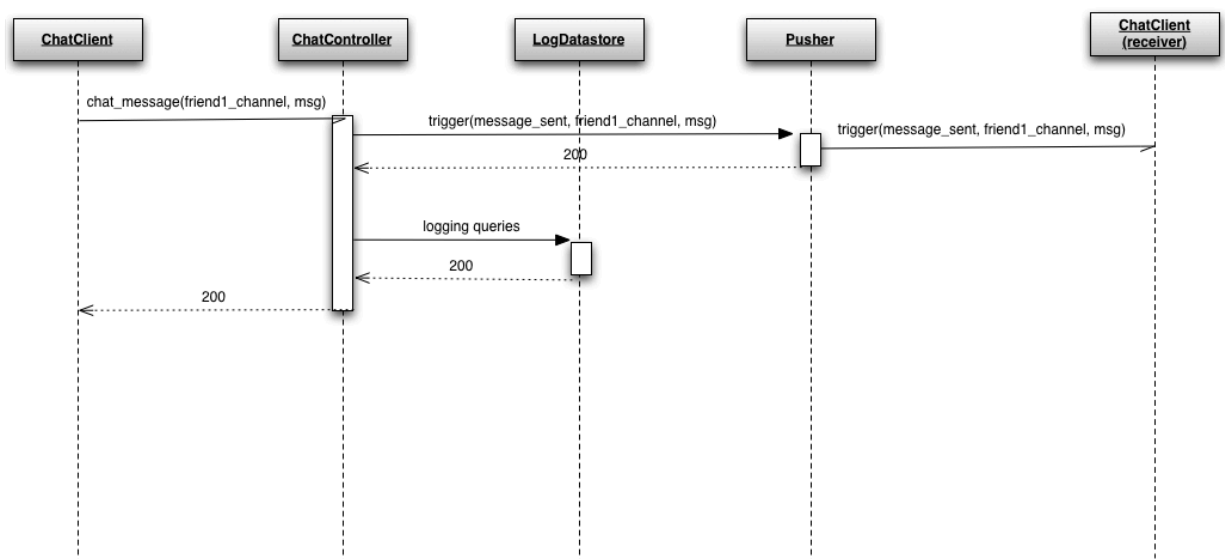 ChatClient
ChatController
LogDatastore
Pusher
ChatClient
(receiver)
chat_message(friend1_channel, msg)
trigger(message_sent, friend1_channel, msg)
trigger(message_sent, friend1_channel, msg)
200
logging queries
200
200